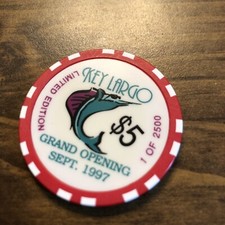 KEY LARGO
LIMITED EDITION
$5
1 OF 2500
GRAND OPENING
SEPT. 1997